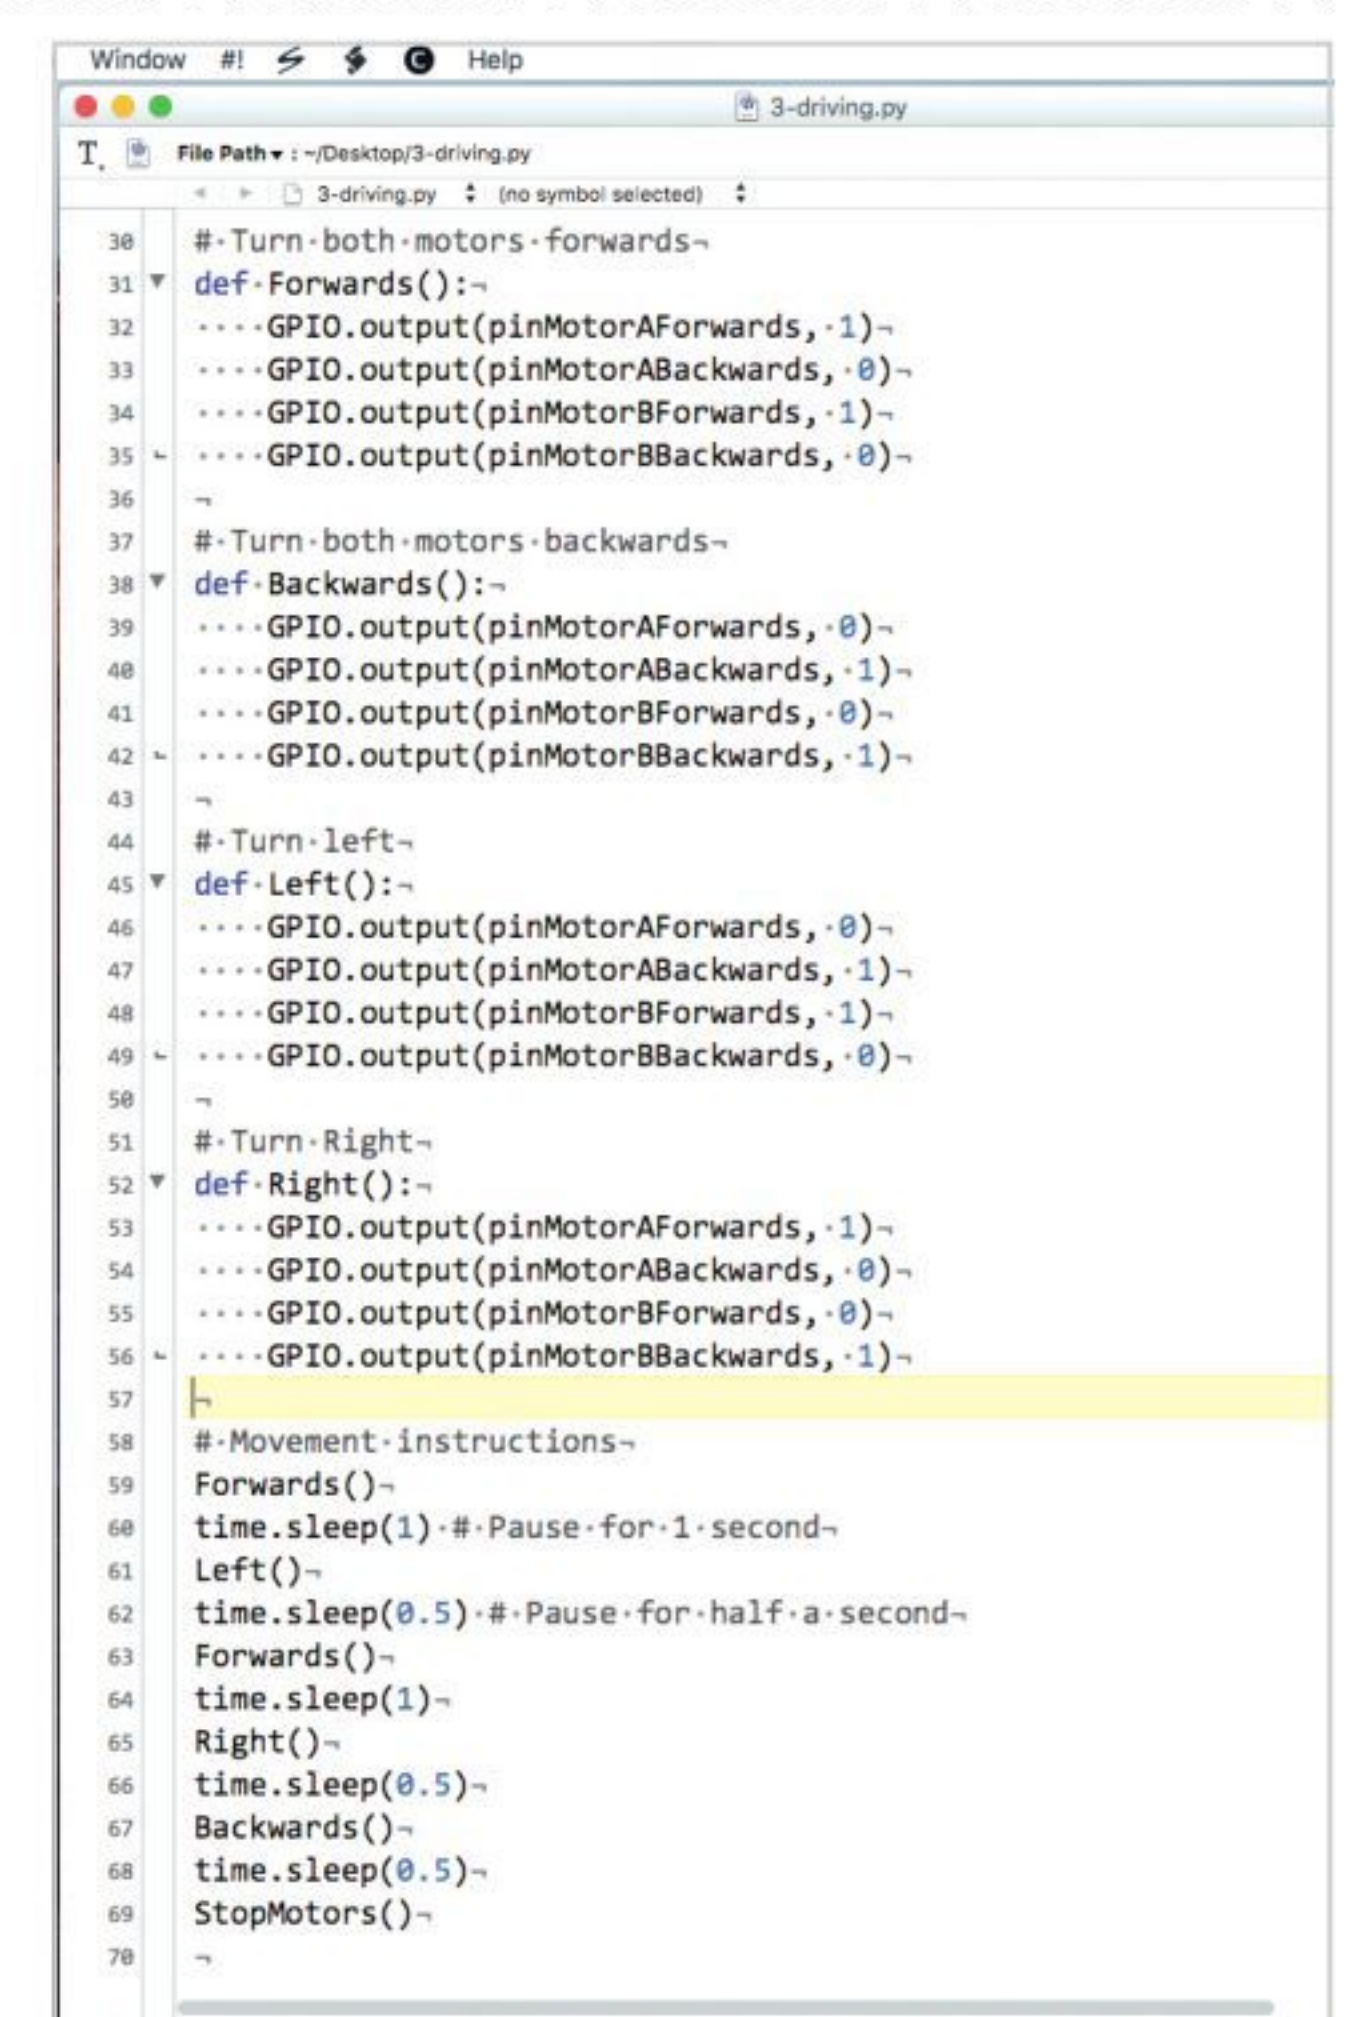 Window #! Help
3-driving.py
File Path ▾ : ~/Desktop/3-driving.py
3-driving.py (no symbol selected)
30 # Turn both motors forwards¬
31 def Forwards():¬
32 GPIO.output(pinMotorAForwards, 1)¬
33 GPIO.output(pinMotorABackwards, 0)¬
34 GPIO.output(pinMotorBForwards, 1)¬
35 GPIO.output(pinMotorBBackwards, 0)¬
36 ¬
37 # Turn both motors backwards¬
38 def Backwards():¬
39 GPIO.output(pinMotorAForwards, 0)¬
40 GPIO.output(pinMotorABackwards, 1)¬
41 GPIO.output(pinMotorBForwards, 0)¬
42 GPIO.output(pinMotorBBackwards, 1)¬
43 ¬
44 # Turn left¬
45 def Left():¬
46 GPIO.output(pinMotorAForwards, 0)¬
47 GPIO.output(pinMotorABackwards, 1)¬
48 GPIO.output(pinMotorBForwards, 1)¬
49 GPIO.output(pinMotorBBackwards, 0)¬
50 ¬
51 # Turn Right¬
52 def Right():¬
53 GPIO.output(pinMotorAForwards, 1)¬
54 GPIO.output(pinMotorABackwards, 0)¬
55 GPIO.output(pinMotorBForwards, 0)¬
56 GPIO.output(pinMotorBBackwards, 1)¬
57 ¬
58 # Movement instructions¬
59 Forwards()¬
60 time.sleep(1) # Pause for 1 second¬
61 Left()¬
62 time.sleep(0.5) # Pause for half a second¬
63 Forwards()¬
64 time.sleep(1)¬
65 Right()¬
66 time.sleep(0.5)¬
67 Backwards()¬
68 time.sleep(0.5)¬
69 StopMotors()¬
70 ¬